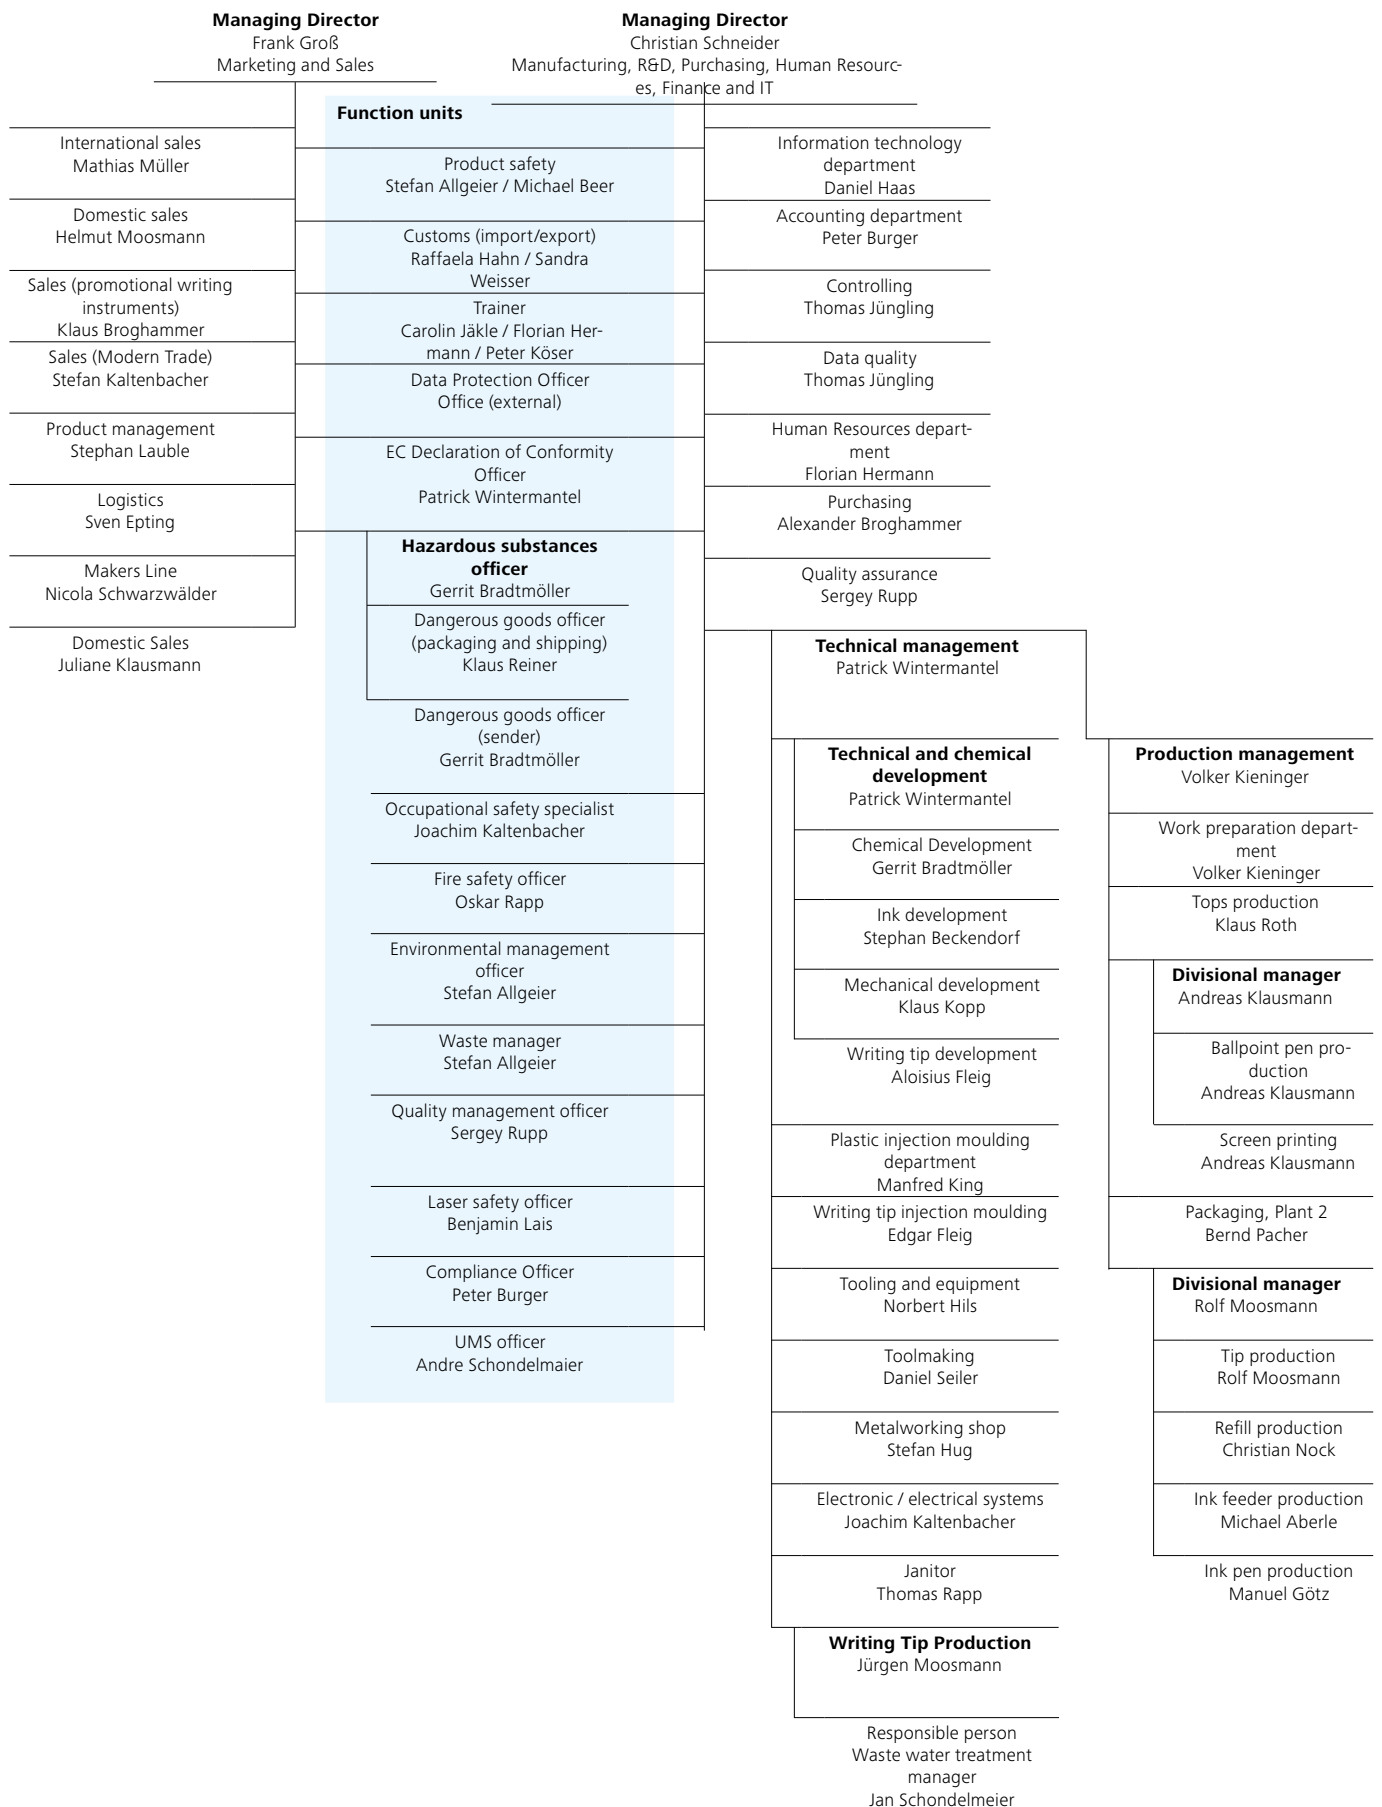 Managing Director
Frank Groß
Marketing and Sales
Managing Director
Christian Schneider
Manufacturing, R&D, Purchasing, Human Resourc-
es, Finance and IT
International sales
Mathias Müller
Domestic sales
Helmut Moosmann
Sales (promotional writing
instruments)
Klaus Broghammer
Sales (Modern Trade)
Stefan Kaltenbacher
Product management
Stephan Lauble
Logistics
Sven Epting
Makers Line
Nicola Schwarzwälder
Domestic Sales
Juliane Klausmann
Function units
Product safety
Stefan Allgeier / Michael Beer
Customs (import/export)
Raffaela Hahn / Sandra
Weisser
Trainer
Carolin Jäkle / Florian Her-
mann / Peter Köser
Data Protection Officer
Office (external)
EC Declaration of Conformity
Officer
Patrick Wintermantel
Hazardous substances
officer
Gerrit Bradtmöller
Dangerous goods officer
(packaging and shipping)
Klaus Reiner
Dangerous goods officer
(sender)
Gerrit Bradtmöller
Occupational safety specialist
Joachim Kaltenbacher
Fire safety officer
Oskar Rapp
Environmental management
officer
Stefan Allgeier
Waste manager
Stefan Allgeier
Quality management officer
Sergey Rupp
Laser safety officer
Benjamin Lais
Compliance Officer
Peter Burger
UMS officer
Andre Schondelmaier
Information technology
department
Daniel Haas
Accounting department
Peter Burger
Controlling
Thomas Jüngling
Data quality
Thomas Jüngling
Human Resources depart-
ment
Florian Hermann
Purchasing
Alexander Broghammer
Quality assurance
Sergey Rupp
Technical management
Patrick Wintermantel
Technical and chemical
development
Patrick Wintermantel
Chemical Development
Gerrit Bradtmöller
Ink development
Stephan Beckendorf
Mechanical development
Klaus Kopp
Writing tip development
Aloisius Fleig
Plastic injection moulding
department
Manfred King
Writing tip injection moulding
Edgar Fleig
Tooling and equipment
Norbert Hils
Toolmaking
Daniel Seiler
Metalworking shop
Stefan Hug
Electronic / electrical systems
Joachim Kaltenbacher
Janitor
Thomas Rapp
Writing Tip Production
Jürgen Moosmann
Responsible person
Waste water treatment
manager
Jan Schondelmeier
Production management
Volker Kieninger
Work preparation depart-
ment
Volker Kieninger
Tops production
Klaus Roth
Divisional manager
Andreas Klausmann
Ballpoint pen pro-
duction
Andreas Klausmann
Screen printing
Andreas Klausmann
Packaging, Plant 2
Bernd Pacher
Divisional manager
Rolf Moosmann
Tip production
Rolf Moosmann
Refill production
Christian Nock
Ink feeder production
Michael Aberle
Ink pen production
Manuel Götz